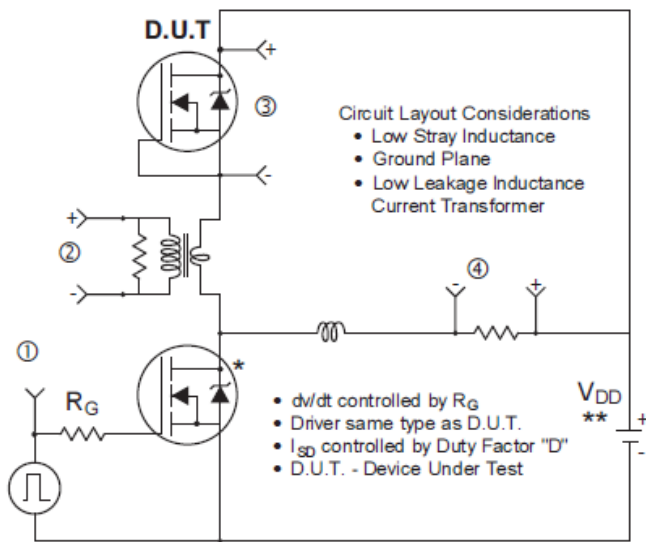 D.U.T
+
③
-
Circuit Layout Considerations
• Low Stray Inductance
• Ground Plane
• Low Leakage Inductance
Current Transformer
+
②
-
④
- +
①
*
R_G
• dv/dt controlled by R_G
• Driver same type as D.U.T.
• I_SD controlled by Duty Factor "D"
• D.U.T. - Device Under Test
V_DD
**
+
-